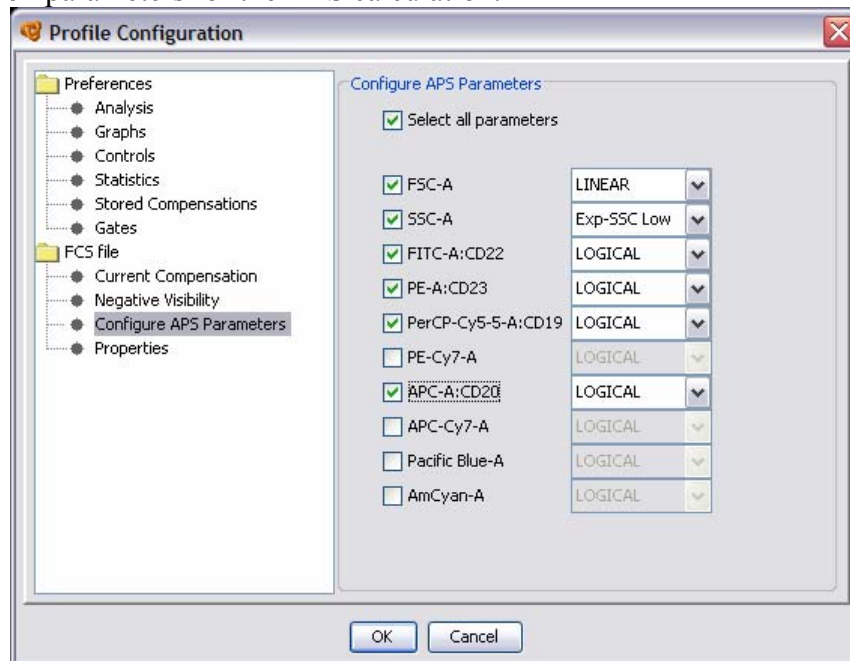 Profile Configuration
Preferences
Analysis
Graphs
Controls
Statistics
Stored Compensations
Gates
FCS file
Current Compensation
Negative Visibility
Configure APS Parameters
Properties
Configure APS Parameters
Select all parameters
FSC-A LINEAR
SSC-A Exp-SSC Low
FITC-A:CD22 LOGICAL
PE-A:CD23 LOGICAL
PerCP-Cy5-5-A:CD19 LOGICAL
PE-Cy7-A LOGICAL
APC-A:CD20 LOGICAL
APC-Cy7-A LOGICAL
Pacific Blue-A LOGICAL
AmCyan-A LOGICAL
OK Cancel